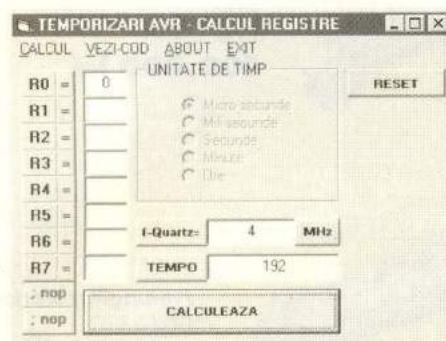 TEMPORIZARI AVR - CALCUL REGISTRE
CALCUL VEZI-COD ABOUT EXIT
UNITATE DE TIMP
R0 = 0
RESET
R1 =
Micro secunde
R2 =
Mili secunde
Secunde
R3 =
Minute
R4 =
Ore
R5 =
R6 =
f-Quartz= 4 MHz
R7 =
TEMPO 192
; nop
CALCULEAZA
; nop